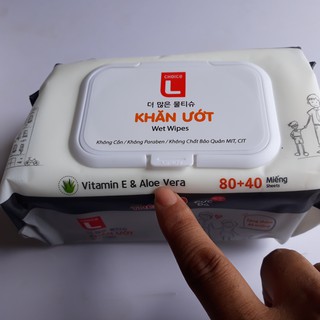 CHOICE
L
더 많은 물티슈
KHĂN ƯỚT
Wet Wipes
Không Cồn / Không Paraben / Không Chất Bảo Quản MIT, CIT
Vitamin E & Aloe Vera
80+40 Miếng
Sheets